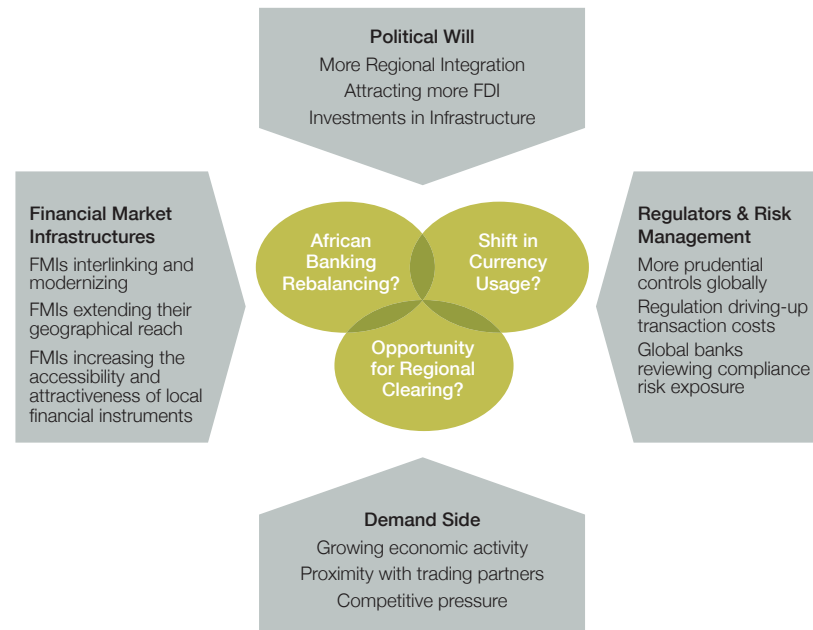 Political Will
More Regional Integration
Attracting more FDI
Investments in Infrastructure
Financial Market
Infrastructures
FMIs interlinking and
modernizing
FMIs extending their
geographical reach
FMIs increasing the
accessibility and
attractiveness of local
financial instruments
African
Banking
Rebalancing?
Shift in
Currency
Usage?
Opportunity
for Regional
Clearing?
Regulators & Risk
Management
More prudential
controls globally
Regulation driving-up
transaction costs
Global banks
reviewing compliance
risk exposure
Demand Side
Growing economic activity
Proximity with trading partners
Competitive pressure